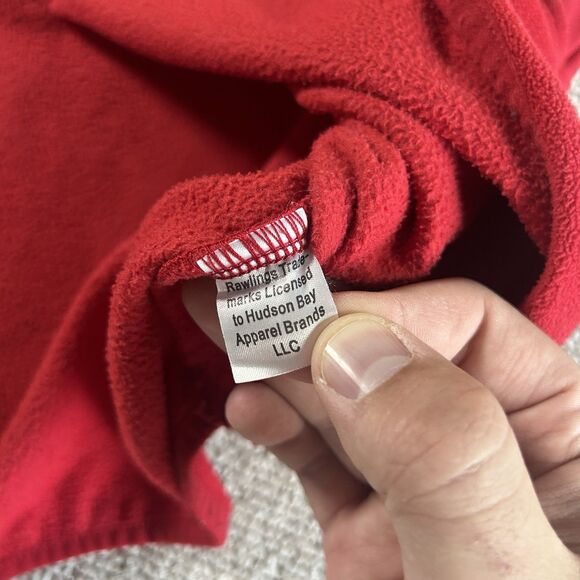 Rawlings Trade-
marks Licensed
to Hudson Bay
Apparel Brands
LLC